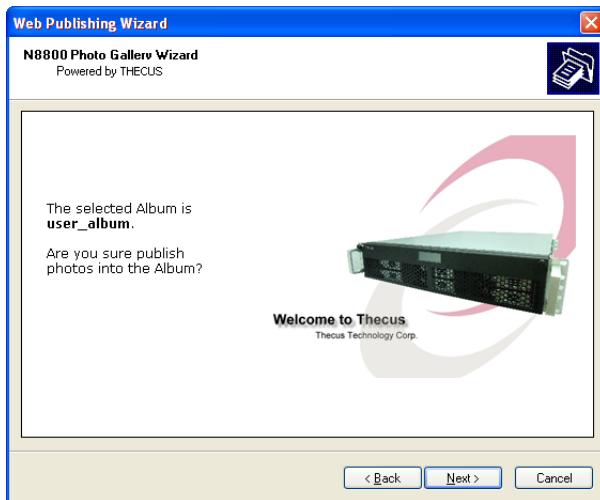 Web Publishing Wizard
N8800 Photo Gallery Wizard
Powered by THECUS
The selected Album is
user_album.
Are you sure publish
photos into the Album?
Welcome to Thecus
Thecus Technology Corp.
< Back
Next >
Cancel